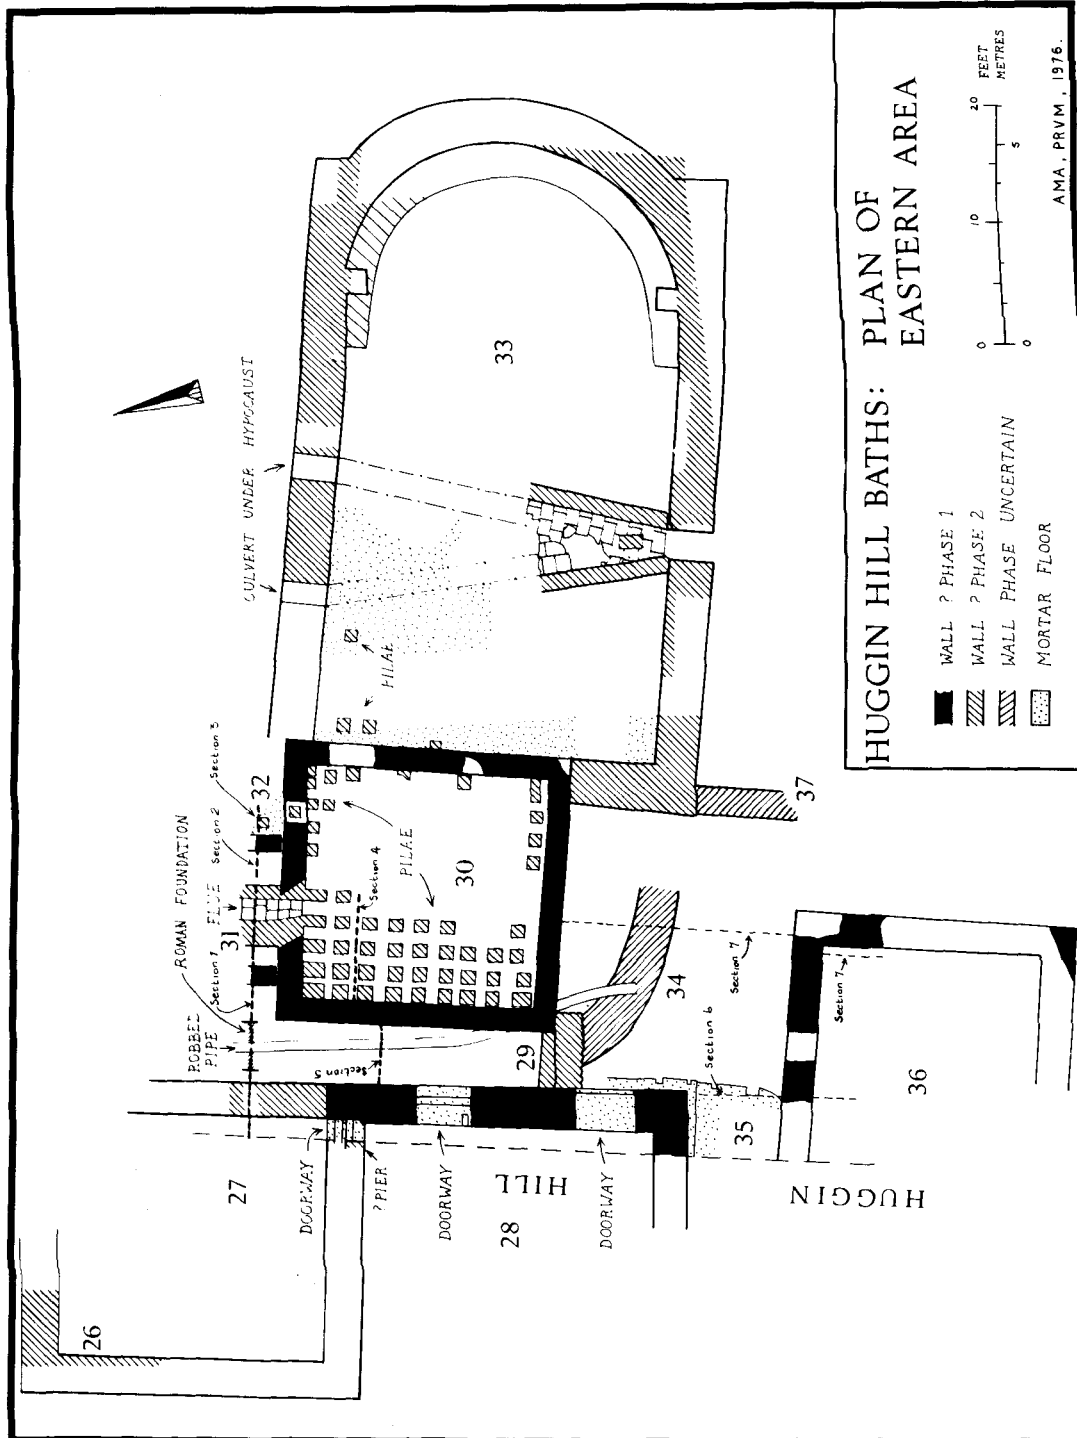 26
27
28
DOORWAY
? PIER
DOORWAY
DOORWAY
HUGGIN
HILL
ROBBED
PIPE
ROMAN FOUNDATION
Section 1
31
FLUE
Section 2
Section 3
32
CULVERT UNDER HYPOCAUST
Section 5
29
Section 4
PILAE
30
PILAE
33
34
35
Section 6
Section 7
Section 7
36
37
HUGGIN HILL BATHS: PLAN OF
EASTERN AREA
WALL ? PHASE 1
WALL ? PHASE 2
WALL PHASE UNCERTAIN
MORTAR FLOOR
0 10 20 FEET
0 5 METRES
AMA, PRVM, 1976.